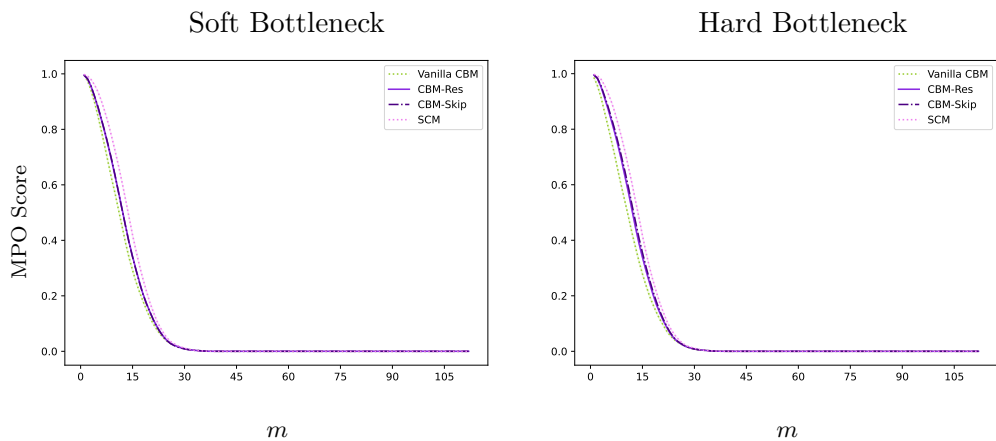 Soft Bottleneck
Hard Bottleneck
MPO Score
1.0
0.8
0.6
0.4
0.2
0.0
0 15 30 45 60 75 90 105
Vanilla CBM
CBM-Res
CBM-Skip
SCM
m
1.0
0.8
0.6
0.4
0.2
0.0
0 15 30 45 60 75 90 105
Vanilla CBM
CBM-Res
CBM-Skip
SCM
m